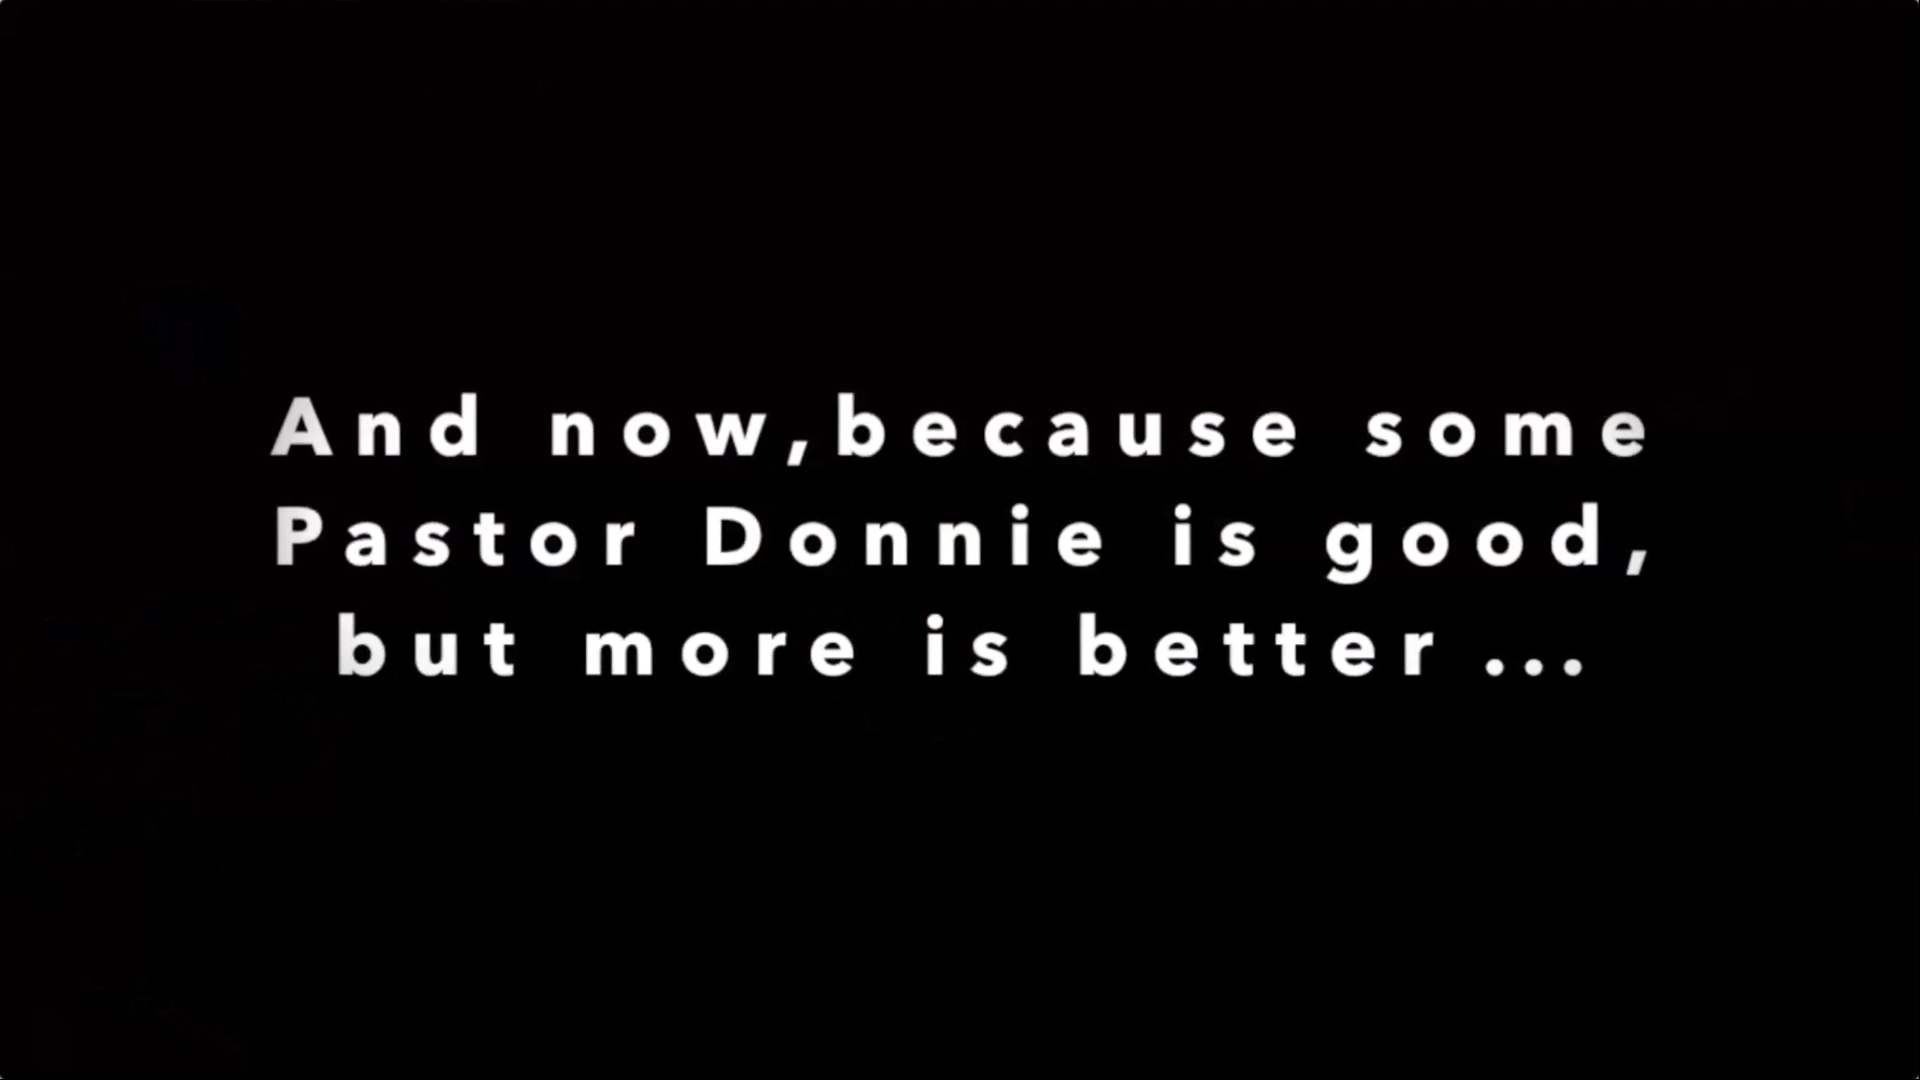 And now,because some
Pastor Donnie is good,
but more is better ...